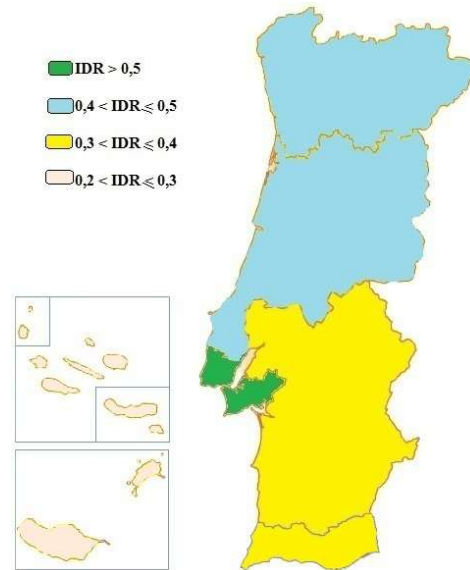 IDR > 0,5
0,4 < IDR ⩽ 0,5
0,3 < IDR ⩽ 0,4
0,2 < IDR ⩽ 0,3